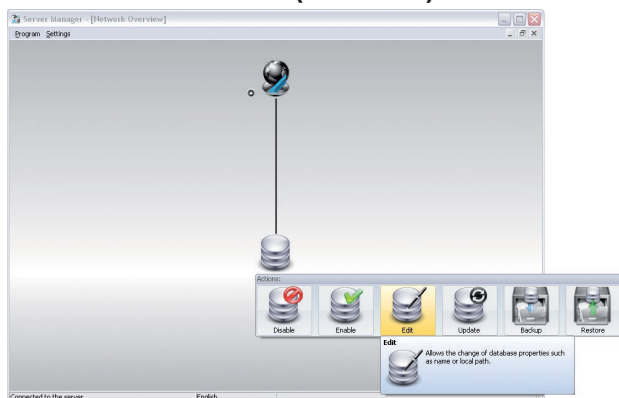 Server Manager - [Network Overview]
Program Settings
Actions:
Disable Enable Edit Update Backup Restore
Edit
Allows the change of database properties such
as name or local path.
Connected to the server English